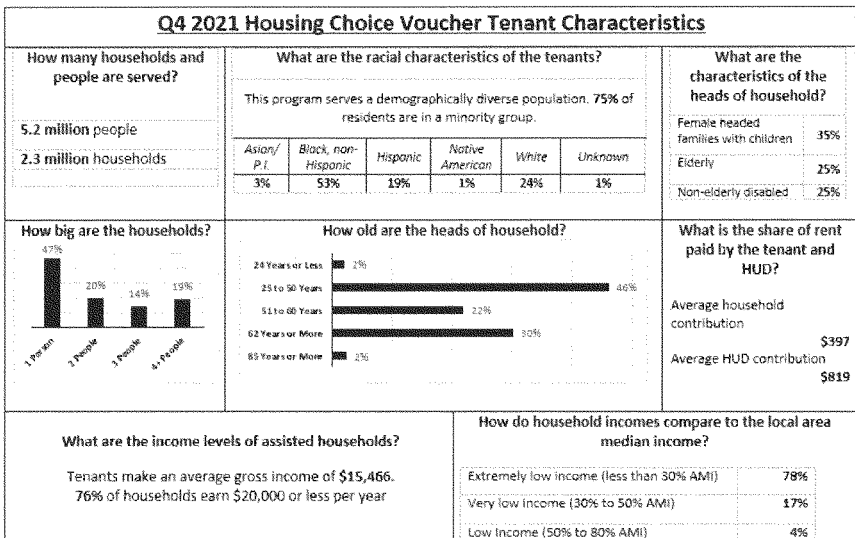 Q4 2021 Housing Choice Voucher Tenant Characteristics
How many households and
people are served?
5.2 million people
2.3 million households
What are the racial characteristics of the tenants?
This program serves a demographically diverse population. 75% of
residents are in a minority group.
Asian/ P.I. Black, non-Hispanic Hispanic Native American White Unknown
3% 53% 19% 1% 24% 1%
What are the
characteristics of the
heads of household?
Female headed
families with children 35%
Elderly 25%
Non-elderly disabled 25%
How big are the households?
47%
20%
14%
19%
1 Person
2 People
3 People
4+ People
How old are the heads of household?
24 Years or Less 2%
25 to 50 Years 46%
51 to 60 Years 22%
62 Years or More 30%
85 Years or More 2%
What is the share of rent
paid by the tenant and
HUD?
Average household
contribution
$397
Average HUD contribution
$819
What are the income levels of assisted households?
Tenants make an average gross income of $15,466.
76% of households earn $20,000 or less per year
How do household incomes compare to the local area
median income?
Extremely low income (less than 30% AMI) 78%
Very low income (30% to 50% AMI) 17%
Low Income (50% to 80% AMI) 4%